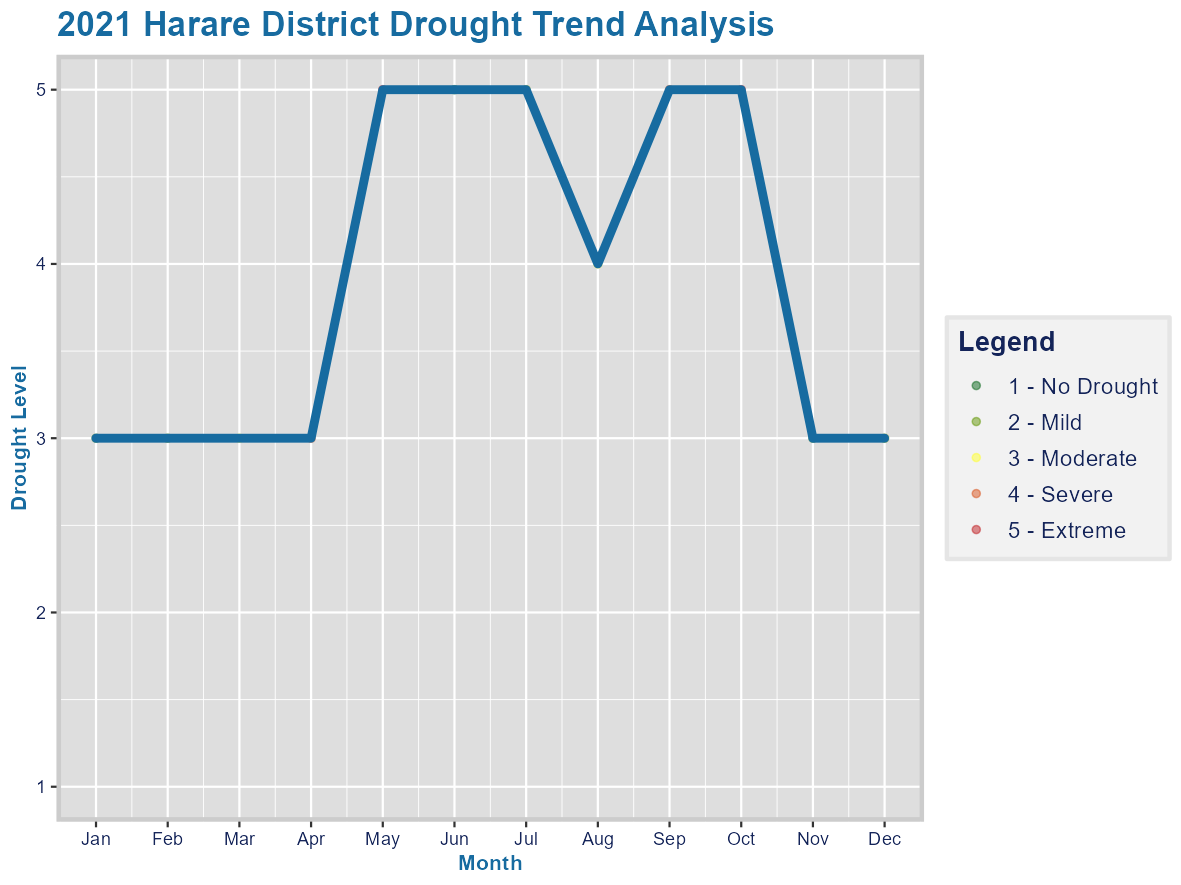 2021 Harare District Drought Trend Analysis
Drought Level
5
4
3
2
1
Jan Feb Mar Apr May Jun Jul Aug Sep Oct Nov Dec
Month
Legend
1 - No Drought
2 - Mild
3 - Moderate
4 - Severe
5 - Extreme